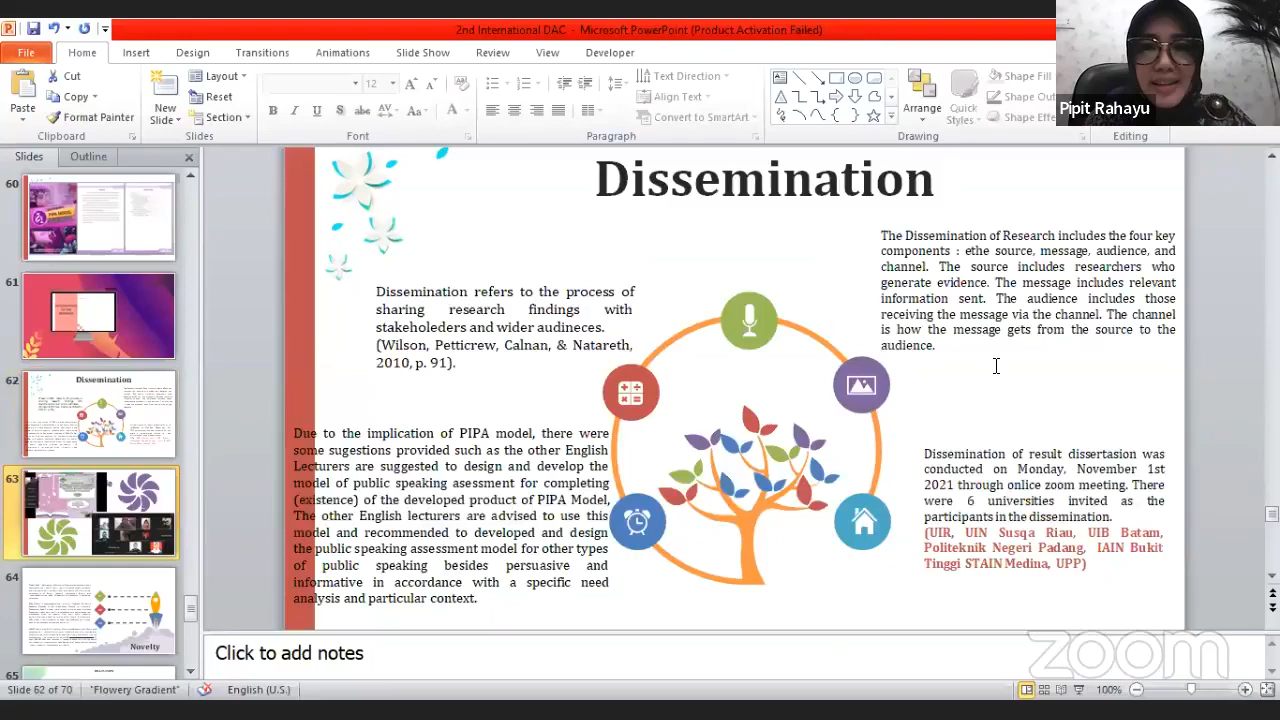 2nd International DAC - Microsoft PowerPoint (Product Activation Failed)
File Home Insert Design Transitions Animations Slide Show Review View Developer
Paste
Cut
Copy
Format Painter
Clipboard
New
Slide
Layout
Reset
Section
Slides
12
Font
Text Direction
Align Text
Convert to SmartArt
Paragraph
Arrange
Quick
Styles
Shape Fill
Shape
Shape
Drawing
Editing
Pipit Rahayu
Slides Outline
60
61
62
Dissemination
63
64
Novelty
65
Dissemination
Dissemination refers to the process of
sharing research findings with
stakeholeders and wider audineces.
(Wilson, Petticrew, Calnan, & Natareth,
2010, p. 91).
The Dissemination of Research includes the four key
components : ethe source, message, audience, and
channel. The source includes researchers who
generate evidence. The message includes relevant
information sent. The audience includes those
receiving the message via the channel. The channel
is how the message gets from the source to the
audience.
Due to the implication of PIPA model, there were
some sugestions provided such as the other English
Lecturers are suggested to design and develop the
model of public speaking asessment for completing
(existence) of the developed product of PIPA Model,
The other English lecturers are advised to use this
model and recommended to developed and design
the public speaking assessment model for other types
of public speaking besides persuasive and
informative in accordance with a specific need
analysis and particular context.
Dissemination of result dissertasion was
conducted on Monday, November 1st
2021 through onlice zoom meeting. There
were 6 universities invited as the
participants in the dissemination.
(UIR, UIN Susqa Riau, UIB Batam,
Politeknik Negeri Padang, IAIN Bukit
Tinggi STAIN Medina, UPP)
Click to add notes
zoom
Slide 62 of 70 "Flowery Gradient" English (U.S.) 100%